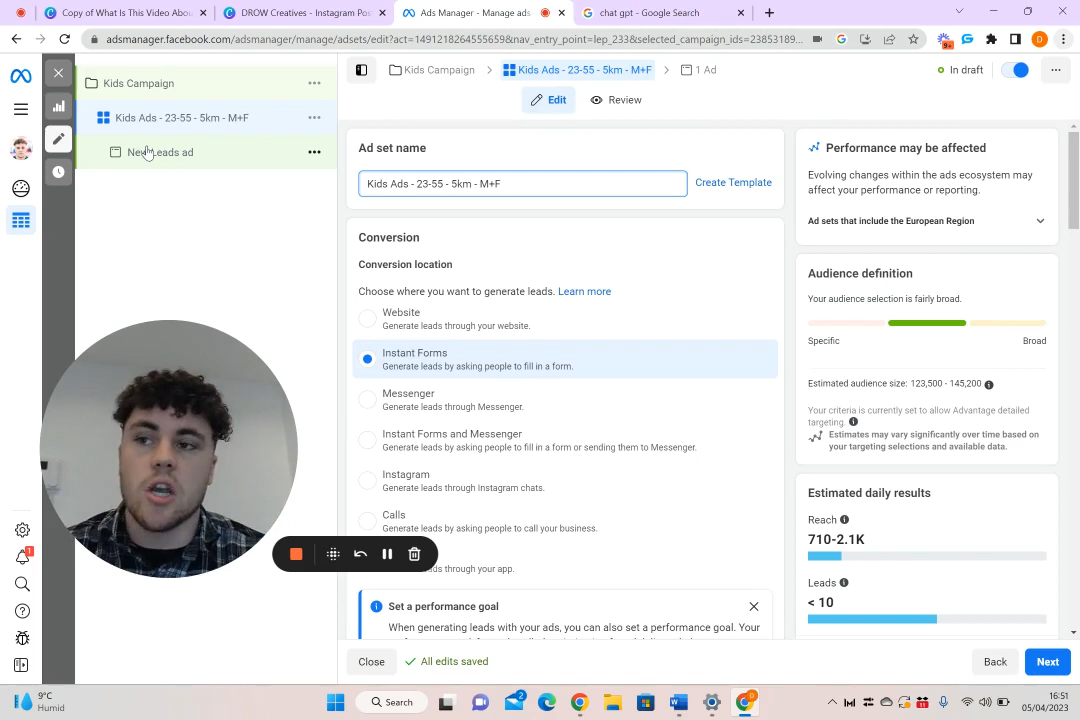 Copy of What Is This Video About
DROW Creatives - Instagram Pos
Ads Manager - Manage ads
chat gpt - Google Search
adsmanager.facebook.com/adsmanager/manage/adsets/edit?act=1491218264555659&nav_entry_point=lep_233&selected_campaign_ids=23853189...
9+
D
Kids Campaign
Kids Ads - 23-55 - 5km - M+F
New Leads ad
Kids Campaign
Kids Ads - 23-55 - 5km - M+F
1 Ad
In draft
Edit
Review
Ad set name
Kids Ads - 23-55 - 5km - M+F
Create Template
Conversion
Conversion location
Choose where you want to generate leads. Learn more
Website
Generate leads through your website.
Instant Forms
Generate leads by asking people to fill in a form.
Messenger
Generate leads through Messenger.
Instant Forms and Messenger
Generate leads by asking people to fill in a form or sending them to Messenger.
Instagram
Generate leads through Instagram chats.
Calls
Generate leads by asking people to call your business.
ds through your app.
Set a performance goal
When generating leads with your ads, you can also set a performance goal. Your
Performance may be affected
Evolving changes within the ads ecosystem may
affect your performance or reporting.
Ad sets that include the European Region
Audience definition
Your audience selection is fairly broad.
Specific
Broad
Estimated audience size: 123,500 - 145,200
Your criteria is currently set to allow Advantage detailed
targeting.
Estimates may vary significantly over time based on
your targeting selections and available data.
Estimated daily results
Reach
710-2.1K
Leads
< 10
1
Close
All edits saved
Back
Next
9°C
Humid
Search
2
16:51
05/04/2023